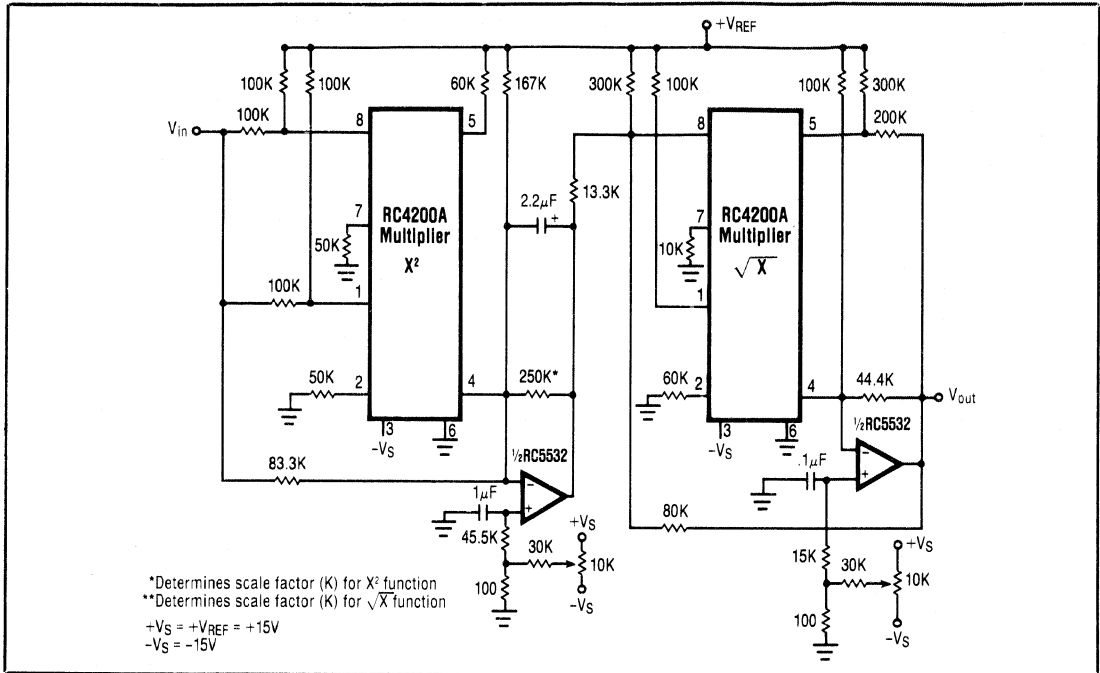 +VREF
100K
100K
60K
167K
300K
100K
100K
300K
Vin
100K
8
5
8
5
200K
13.3K
2.2μF
+
7
RC4200A
Multiplier
X²
50K
7
RC4200A
Multiplier
√X
10K
100K
1
1
50K
2
4
250K*
60K
2
4
44.4K
Vout
3
6
-VS
3
6
-VS
½RC5532
½RC5532
83.3K
1μF
-
+
.1μF
-
+
80K
45.5K
+VS
30K
10K
100
-VS
15K
+VS
30K
10K
100
-VS
*Determines scale factor (K) for X² function
**Determines scale factor (K) for √X function
+VS = +VREF = +15V
-VS = -15V